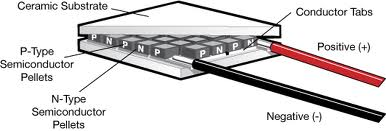 Ceramic Substrate
Conductor Tabs
P-Type
Semiconductor
Pellets
Positive (+)
P N P N P N P N P N
N-Type
Semiconductor
Pellets
Negative (-)